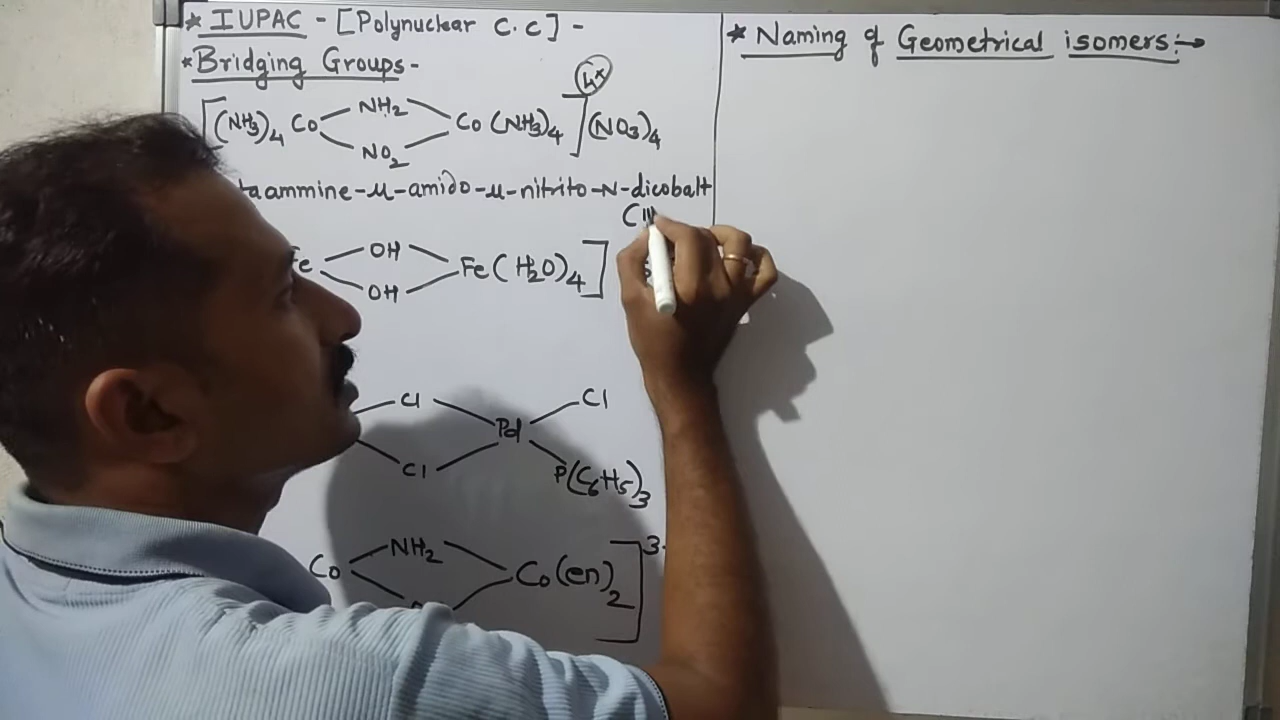 * IUPAC - [Polynuclear C.C] -
* Bridging Groups -
[(NH3)4 Co NH2 NO2 Co (NH3)4]4+ (NO3)4
taammine-μ-amido-μ-nitrito-N-dicobalt
Fe OH OH Fe(H2O)4]
Cl Cl Pd Cl P(C6H5)3
Co NH2 Co(en)2]3
* Naming of Geometrical isomers:→